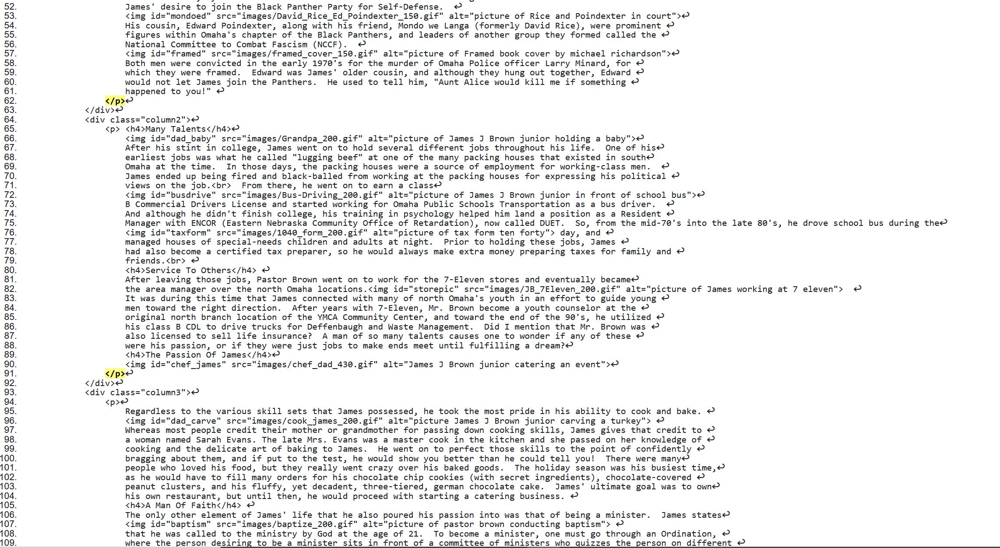 52. James' desire to join the Black Panther Party for Self-Defense. ↩
53. <img id="mondoed" src="images/David_Rice_Ed_Poindexter_150.gif" alt="picture of Rice and Poindexter in court">↩
54. His cousin, Edward Poindexter, along with his friend, Mondo we Langa (formerly David Rice), were prominent ↩
55. figures within Omaha's chapter of the Black Panthers, and leaders of another group they formed called the ↩
56. National Committee to Combat Fascism (NCCF). ↩
57. <img id="framed" src="images/framed_cover_150.gif" alt="picture of Framed book cover by michael richardson">↩
58. Both men were convicted in the early 1970's for the murder of Omaha Police officer Larry Minard, for ↩
59. which they were framed.  Edward was James' older cousin, and although they hung out together, Edward ↩
60. would not let James join the Panthers.  He used to tell him, "Aunt Alice would kill me if something ↩
61. happened to you!" ↩
62. </p>↩
63. </div>↩
64. <div class="column2">↩
65. <p> <h4>Many Talents</h4>↩
66. <img id="dad_baby" src="images/Grandpa_200.gif" alt="picture of James J Brown junior holding a baby">↩
67. After his stint in college, James went on to hold several different jobs throughout his life.  One of his↩
68. earliest jobs was what he called "lugging beef" at one of the many packing houses that existed in south↩
69. Omaha at the time.  In those days, the packing houses were a source of employment for working-class men. ↩
70. James ended up being fired and black-balled from working at the packing houses for expressing his political ↩
71. views on the job.<br>  From there, he went on to earn a class↩
72. <img id="busdrive" src="images/Bus-Driving_200.gif" alt="picture of James J Brown junior in front of school bus">↩
73. B Commercial Drivers License and started working for Omaha Public Schools Transportation as a bus driver. ↩
74. And although he didn't finish college, his training in psychology helped him land a position as a Resident ↩
75. Manager with ENCOR (Eastern Nebraska Community Office of Retardation), now called DUET.  So, from the mid-70's into the late 80's, he drove school bus during the↩
76. <img id="taxform" src="images/1040_form_200.gif" alt="picture of tax form ten forty"> day, and ↩
77. managed houses of special-needs children and adults at night.  Prior to holding these jobs, James ↩
78. had also become a certified tax preparer, so he would always make extra money preparing taxes for family and ↩
79. friends.<br> ↩
80. <h4>Service To Others</h4> ↩
81. After leaving those jobs, Pastor Brown went on to work for the 7-Eleven stores and eventually became↩
82. the area manager over the north Omaha locations.<img id="storepic" src="images/JB_7Eleven_200.gif" alt="picture of James working at 7 eleven"> ↩
83. It was during this time that James connected with many of north Omaha's youth in an effort to guide young ↩
84. men toward the right direction.  After years with 7-Eleven, Mr. Brown become a youth counselor at the ↩
85. original north branch location of the YMCA Community Center, and toward the end of the 90's, he utilized ↩
86. his class B CDL to drive trucks for Deffenbaugh and Waste Management.  Did I mention that Mr. Brown was ↩
87. also licensed to sell life insurance?  A man of so many talents causes one to wonder if any of these ↩
88. were his passion, or if they were just jobs to make ends meet until fulfilling a dream?↩
89. <h4>The Passion Of James</h4>↩
90. <img id="chef_james" src="images/chef_dad_430.gif" alt="James J Brown junior catering an event">↩
91. </p>↩
92. </div>↩
93. <div class="column3">↩
94. <p>↩
95. Regardless to the various skill sets that James possessed, he took the most pride in his ability to cook and bake. ↩
96. <img id="dad_carve" src="images/cook_james_200.gif" alt="picture James J Brown junior carving a turkey"> ↩
97. Whereas most people credit their mother or grandmother for passing down cooking skills, James gives that credit to ↩
98. a woman named Sarah Evans. The late Mrs. Evans was a master cook in the kitchen and she passed on her knowledge of ↩
99. cooking and the delicate art of baking to James.  He went on to perfect those skills to the point of confidently ↩
100. bragging about them, and if put to the test, he would show you better than he could tell you!  There were many↩
101. people who loved his food, but they really went crazy over his baked goods.  The holiday season was his busiest time,↩
102. as he would have to fill many orders for his chocolate chip cookies (with secret ingredients), chocolate-covered ↩
103. peanut clusters, and his fluffy, yet decadent, three-tiered, german chocolate cake.  James' ultimate goal was to own↩
104. his own restaurant, but until then, he would proceed with starting a catering business. ↩
105. <h4>A Man Of Faith</h4> ↩
106. The only other element of James' life that he also poured his passion into was that of being a minister.  James states↩
107. <img id="baptism" src="images/baptize_200.gif" alt="picture of pastor brown conducting baptism"> ↩
108. that he was called to the ministry by God at the age of 21.  To become a minister, one must go through an Ordination, ↩
109. where the person desiring to be a minister sits in front of a committee of ministers who quizzes the person on different ↩